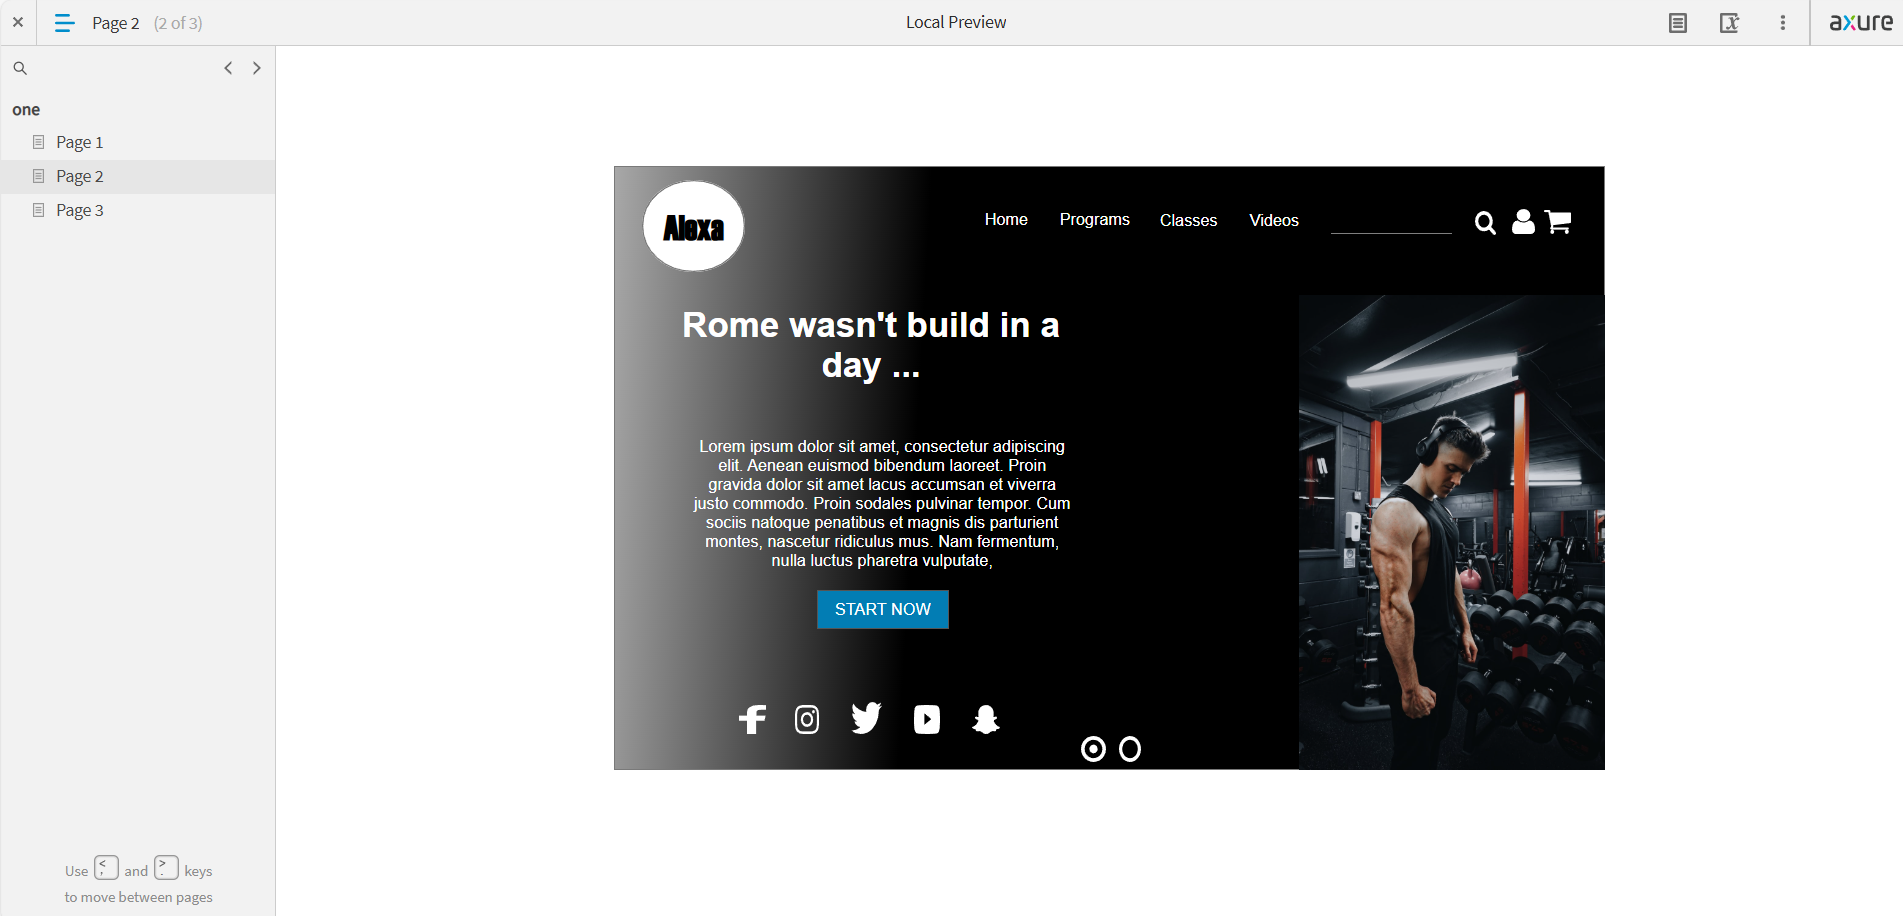 Page 2 (2 of 3)
Local Preview
axure
one
Page 1
Page 2
Page 3
Alexa
Home Programs Classes Videos
Rome wasn't build in a
day ...
Lorem ipsum dolor sit amet, consectetur adipiscing
elit. Aenean euismod bibendum laoreet. Proin
gravida dolor sit amet lacus accumsan et viverra
justo commodo. Proin sodales pulvinar tempor. Cum
sociis natoque penatibus et magnis dis parturient
montes, nascetur ridiculus mus. Nam fermentum,
nulla luctus pharetra vulputate,
START NOW
Use < , and > . keys
to move between pages